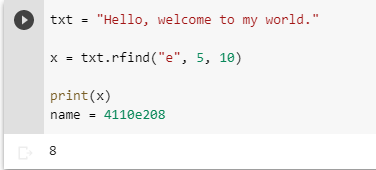 txt = "Hello, welcome to my world."
x = txt.rfind("e", 5, 10)
print(x)
name = 4110e208
8